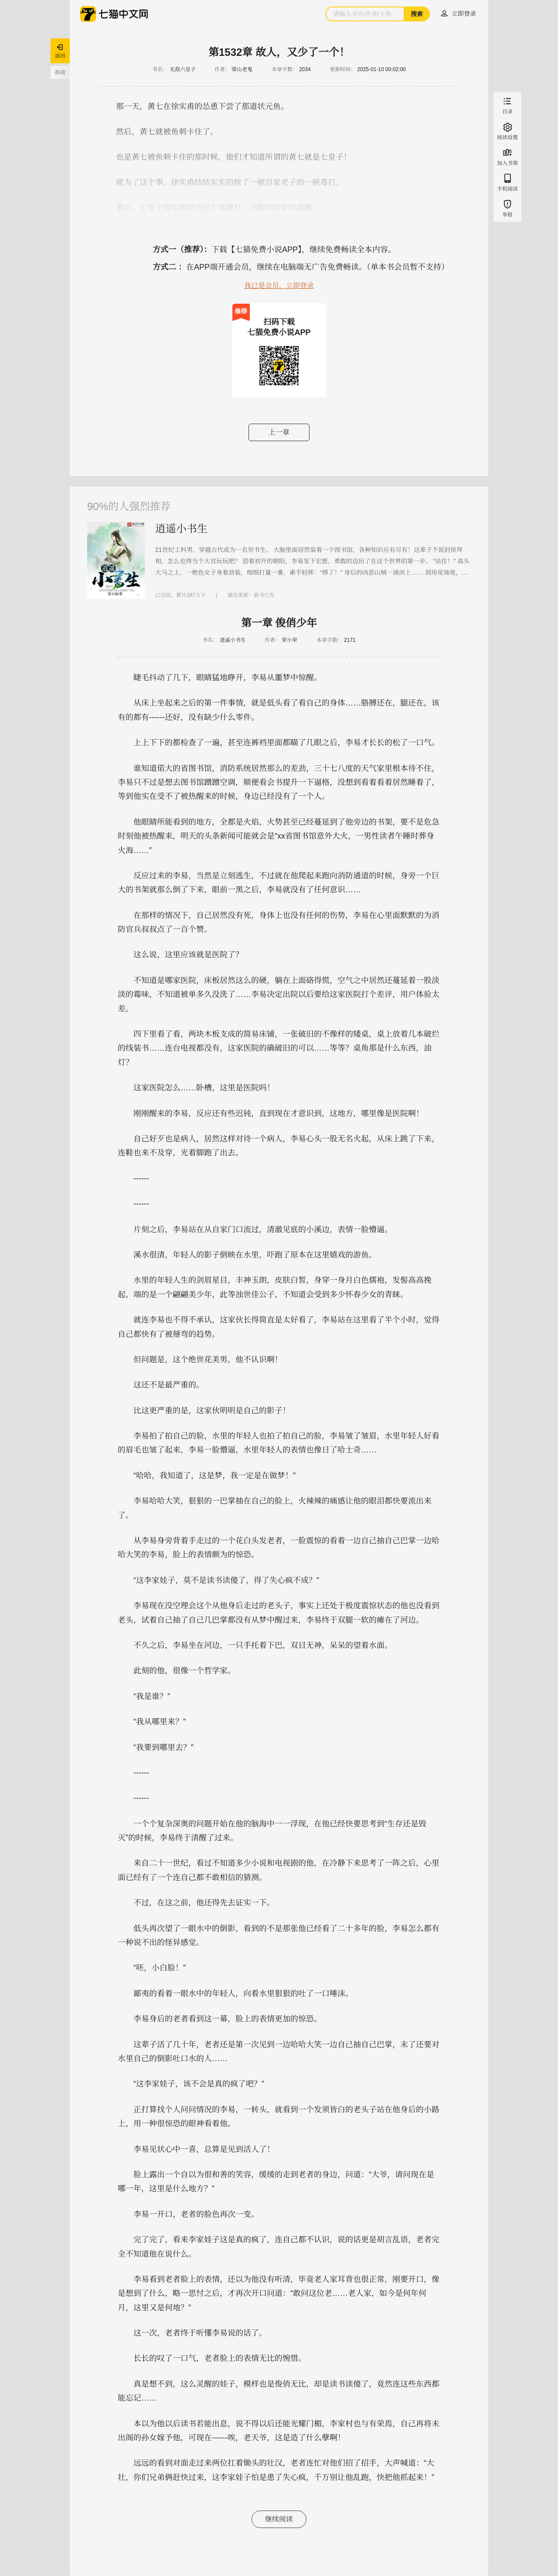 七猫中文网
请输入书名/作者/主角
搜索
立即登录
返回
指南
目录
阅读设置
加入书架
手机阅读
举报
第1532章 故人，又少了一个！
书名： 无敌六皇子 作者： 梁山老鬼 本章字数： 2034 更新时间： 2025-01-10 00:02:00
那一天，黄七在徐实甫的怂恿下尝了那道状元鱼。
然后，黄七就被鱼刺卡住了。
也是黄七被鱼刺卡住的那时候，他们才知道所谓的黄七就是七皇子！
就为了这个事，徐实甫结结实实的挨了一顿自家老子的一顿毒打。
方式一（推荐）：下载【七猫免费小说APP】，继续免费畅读全本内容。
方式二 ：在APP端开通会员，继续在电脑端无广告免费畅读。（单本书会员暂不支持）
我已是会员，立即登录
推荐
扫码下载
七猫免费小说APP
上一章
90%的人强烈推荐
逍遥小书生
21世纪工科男，穿越古代成为一名穷书生。 大脑里面居然装着一个图书馆，各种知识应有尽有！这辈子不说封侯拜
相，怎么也得当个大官玩玩吧？ 迎着初升的朝阳，李易发下宏愿，勇敢的迈出了在这个世界的第一步。 “站住！” 高头
大马之上，一绝色女子身着劲装，细细打量一番，素手轻挥：“绑了！” 身后的凶恶山贼一涌而上…… 洞房花烛夜，…
第一章 俊俏少年
书名： 逍遥小书生 作者： 荣小荣 本章字数： 2171
睫毛抖动了几下，眼睛猛地睁开，李易从噩梦中惊醒。
从床上坐起来之后的第一件事情，就是低头看了看自己的身体……胳膊还在，腿还在，该
有的都有------还好，没有缺少什么零件。
上上下下的都检查了一遍，甚至连裤裆里面都瞄了几眼之后，李易才长长的松了一口气。
谁知道偌大的省图书馆，消防系统居然那么的差劲，三十七八度的天气家里根本待不住，
李易只不过是想去图书馆蹭蹭空调，顺便看会书提升一下逼格，没想到看着看着居然睡着了，
等到他实在受不了被热醒来的时候，身边已经没有了一个人。
他眼睛所能看到的地方，全都是火焰，火势甚至已经蔓延到了他旁边的书架，要不是危急
时刻他被热醒来，明天的头条新闻可能就会是“xx省图书馆意外大火，一男性读者午睡时葬身
火海……”
反应过来的李易，当然是立刻逃生，不过就在他爬起来跑向消防通道的时候，身旁一个巨
大的书架就那么倒了下来，眼前一黑之后，李易就没有了任何意识……
在那样的情况下，自己居然没有死，身体上也没有任何的伤势，李易在心里面默默的为消
防官兵叔叔点了一百个赞。
这么说，这里应该就是医院了？
不知道是哪家医院，床板居然这么的硬，躺在上面硌得慌，空气之中居然还蔓延着一股淡
淡的霉味，不知道被单多久没洗了……李易决定出院以后要给这家医院打个差评，用户体验太
差。
四下里看了看，两块木板支成的简易床铺，一张破旧的不像样的矮桌，桌上放着几本破烂
的线装书……连台电视都没有，这家医院的确破旧的可以……等等？桌角那是什么东西，油
灯？
这家医院怎么……卧槽，这里是医院吗！
刚刚醒来的李易，反应还有些迟钝，直到现在才意识到，这地方，哪里像是医院啊！
自己好歹也是病人，居然这样对待一个病人，李易心头一股无名火起，从床上跳了下来，
连鞋也来不及穿，光着脚跑了出去。
------
------
片刻之后，李易站在从自家门口流过，清澈见底的小溪边，表情一脸懵逼。
溪水很清，年轻人的影子倒映在水里，吓跑了原本在这里嬉戏的游鱼。
水里的年轻人生的剑眉星目，丰神玉朗，皮肤白皙，身穿一身月白色儒袍，发髻高高挽
起，端的是一个翩翩美少年，此等浊世佳公子，不知道会受到多少怀春少女的青睐。
就连李易也不得不承认，这家伙长得简直是太好看了，李易站在这里看了半个小时，觉得
自己都快有了被掰弯的趋势。
但问题是，这个绝世花美男，他不认识啊！
这还不是最严重的。
比这更严重的是，这家伙明明是自己的影子！
李易拍了拍自己的脸，水里的年轻人也拍了拍自己的脸，李易皱了皱眉，水里年轻人好看
的眉毛也皱了起来，李易一脸懵逼，水里年轻人的表情也像日了哈士奇……
“哈哈，我知道了，这是梦，我一定是在做梦！”
李易哈哈大笑，狠狠的一巴掌抽在自己的脸上，火辣辣的痛感让他的眼泪都快要流出来
了。
从李易身旁背着手走过的一个花白头发老者，一脸震惊的看着一边自己抽自己巴掌一边哈
哈大笑的李易，脸上的表情颇为的惊恐。
“这李家娃子，莫不是读书读傻了，得了失心疯不成？”
李易现在没空理会这个从他身后走过的老头子，事实上还处于极度震惊状态的他也没看到
老头，试着自己抽了自己几巴掌都没有从梦中醒过来，李易终于双腿一软的瘫在了河边。
不久之后，李易坐在河边，一只手托着下巴，双目无神，呆呆的望着水面。
此刻的他，很像一个哲学家。
“我是谁？”
“我从哪里来？”
“我要到哪里去？”
------
------
一个个复杂深奥的问题开始在他的脑海中一一浮现，在他已经快要思考到“生存还是毁
灭”的时候，李易终于清醒了过来。
来自二十一世纪，看过不知道多少小说和电视剧的他，在冷静下来思考了一阵之后，心里
面已经有了一个连自己都不敢相信的猜测。
不过，在这之前，他还得先去证实一下。
低头再次望了一眼水中的倒影，看到的不是那张他已经看了二十多年的脸，李易怎么都有
一种说不出的怪异感觉。
“呸，小白脸！”
鄙夷的看着一眼水中的年轻人，向着水里狠狠的吐了一口唾沫。
李易身后的老者看到这一幕，脸上的表情更加的惊恐。
这辈子活了几十年，老者还是第一次见到一边哈哈大笑一边自己抽自己巴掌，末了还要对
水里自己的倒影吐口水的人……
“这李家娃子，该不会是真的疯了吧？”
正打算找个人问问情况的李易，一转头，就看到一个发须皆白的老头子站在他身后的小路
上，用一种很惊恐的眼神看着他。
李易见状心中一喜，总算是见到活人了！
脸上露出一个自以为很和善的笑容，缓缓的走到老者的身边，问道：“大爷，请问现在是
哪一年，这里是什么地方？”
李易一开口，老者的脸色再次一变。
完了完了，看来李家娃子这是真的疯了，连自己都不认识，说的话更是胡言乱语，老者完
全不知道他在说什么。
李易看到老者脸上的表情，还以为他没有听清，毕竟老人家耳背也很正常，刚要开口，像
是想到了什么，略一思忖之后，才再次开口问道：“敢问这位老……老人家，如今是何年何
月，这里又是何地？”
这一次，老者终于听懂李易说的话了。
长长的叹了一口气，老者脸上的表情无比的惋惜。
真是想不到，这么灵醒的娃子，模样也是俊俏无比，却是读书读傻了，竟然连这些东西都
能忘记……
本以为他以后读书若能出息，说不得以后还能光耀门楣，李家村也与有荣焉，自己再将未
出阁的孙女嫁予他，可现在------唉，老天爷，这是造了什么孽啊！
远远的看到对面走过来两位扛着锄头的壮汉，老者连忙对他们招了招手，大声喊道：“大
壮，你们兄弟俩赶快过来，这李家娃子怕是患了失心疯，千万别让他乱跑，快把他抓起来！”
继续阅读